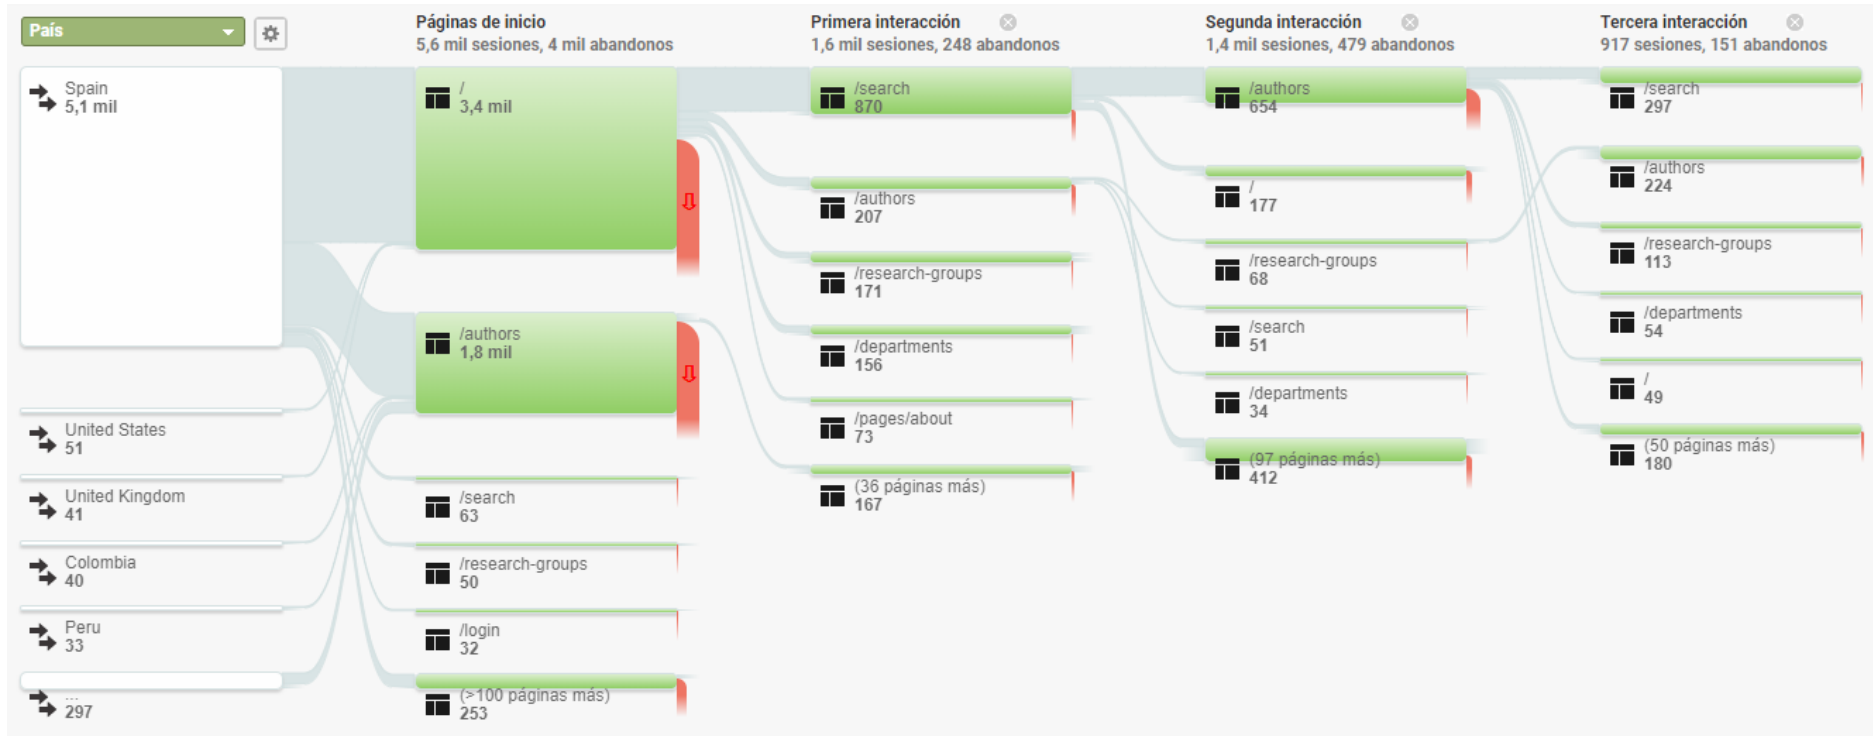 País
Spain
5,1 mil
United States
51
United Kingdom
41
Colombia
40
Peru
33
...
297
Páginas de inicio
5,6 mil sesiones, 4 mil abandonos
/
3,4 mil
/authors
1,8 mil
/search
63
/research-groups
50
/login
32
(>100 páginas más)
253
Primera interacción
1,6 mil sesiones, 248 abandonos
/search
870
/authors
207
/research-groups
171
/departments
156
/pages/about
73
(36 páginas más)
167
Segunda interacción
1,4 mil sesiones, 479 abandonos
/authors
654
/
177
/research-groups
68
/search
51
/departments
34
(97 páginas más)
412
Tercera interacción
917 sesiones, 151 abandonos
/search
297
/authors
224
/research-groups
113
/departments
54
/
49
(50 páginas más)
180